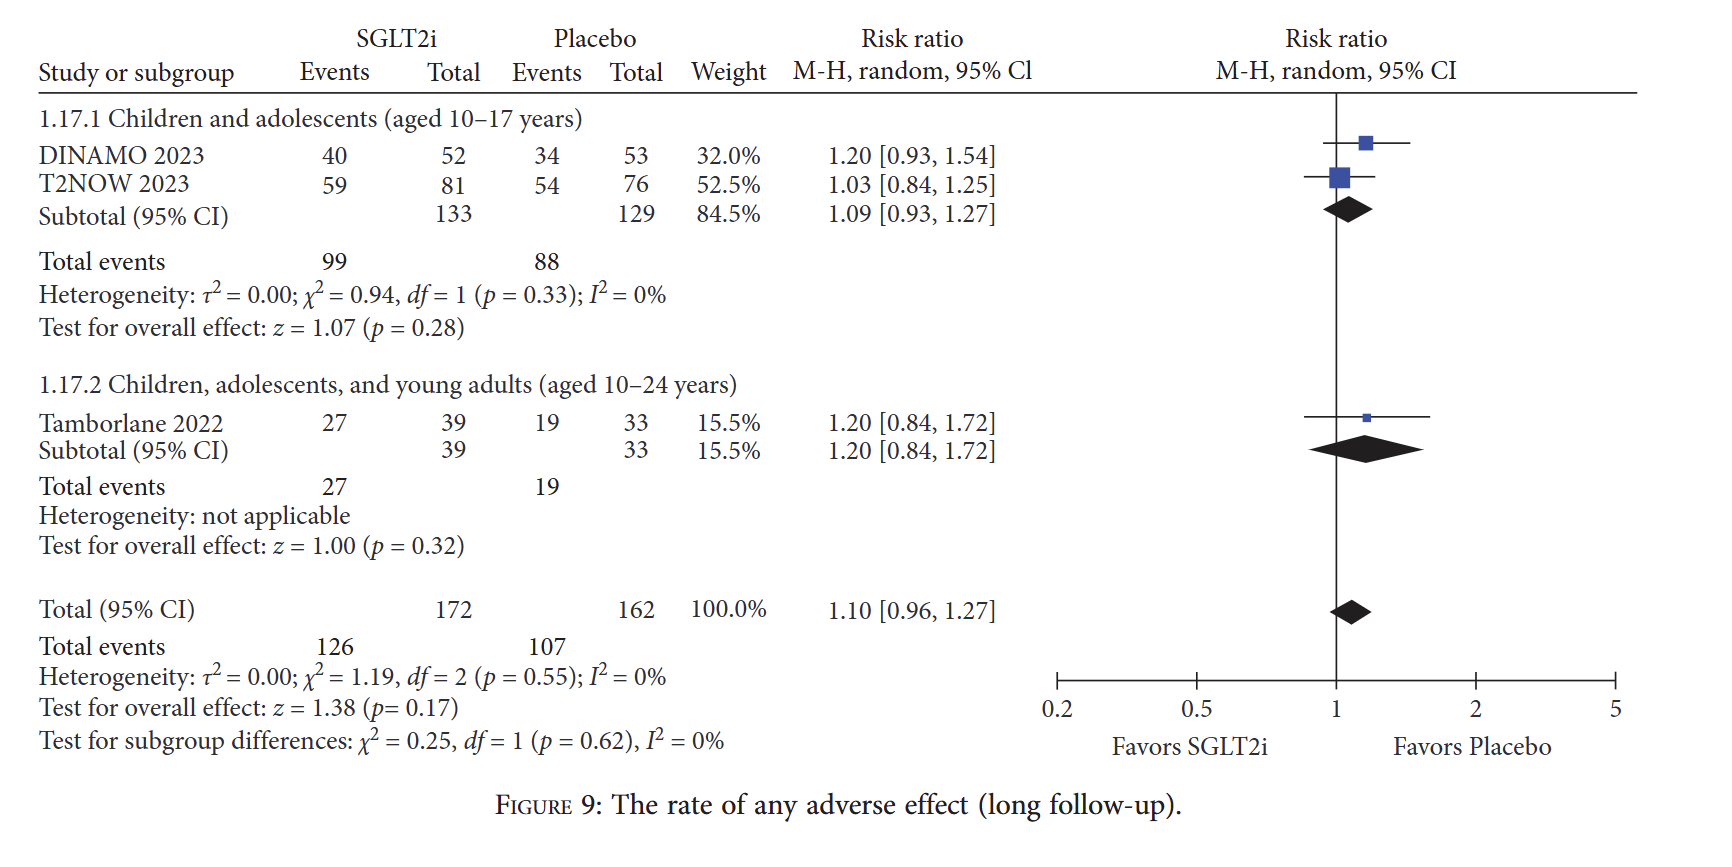 SGLT2i Placebo Risk ratio Risk ratio
Study or subgroup Events Total Events Total Weight M-H, random, 95% Cl M-H, random, 95% CI
1.17.1 Children and adolescents (aged 10–17 years)
DINAMO 2023 40 52 34 53 32.0% 1.20 [0.93, 1.54]
T2NOW 2023 59 81 54 76 52.5% 1.03 [0.84, 1.25]
Subtotal (95% CI) 133 129 84.5% 1.09 [0.93, 1.27]
Total events 99 88
Heterogeneity: τ² = 0.00; χ² = 0.94, df = 1 (p = 0.33); I² = 0%
Test for overall effect: z = 1.07 (p = 0.28)
1.17.2 Children, adolescents, and young adults (aged 10–24 years)
Tamborlane 2022 27 39 19 33 15.5% 1.20 [0.84, 1.72]
Subtotal (95% CI) 39 33 15.5% 1.20 [0.84, 1.72]
Total events 27 19
Heterogeneity: not applicable
Test for overall effect: z = 1.00 (p = 0.32)
Total (95% CI) 172 162 100.0% 1.10 [0.96, 1.27]
Total events 126 107
Heterogeneity: τ² = 0.00; χ² = 1.19, df = 2 (p = 0.55); I² = 0%
Test for overall effect: z = 1.38 (p= 0.17)
Test for subgroup differences: χ² = 0.25, df = 1 (p = 0.62), I² = 0%
0.2 0.5 1 2 5
Favors SGLT2i Favors Placebo
FIGURE 9: The rate of any adverse effect (long follow-up).